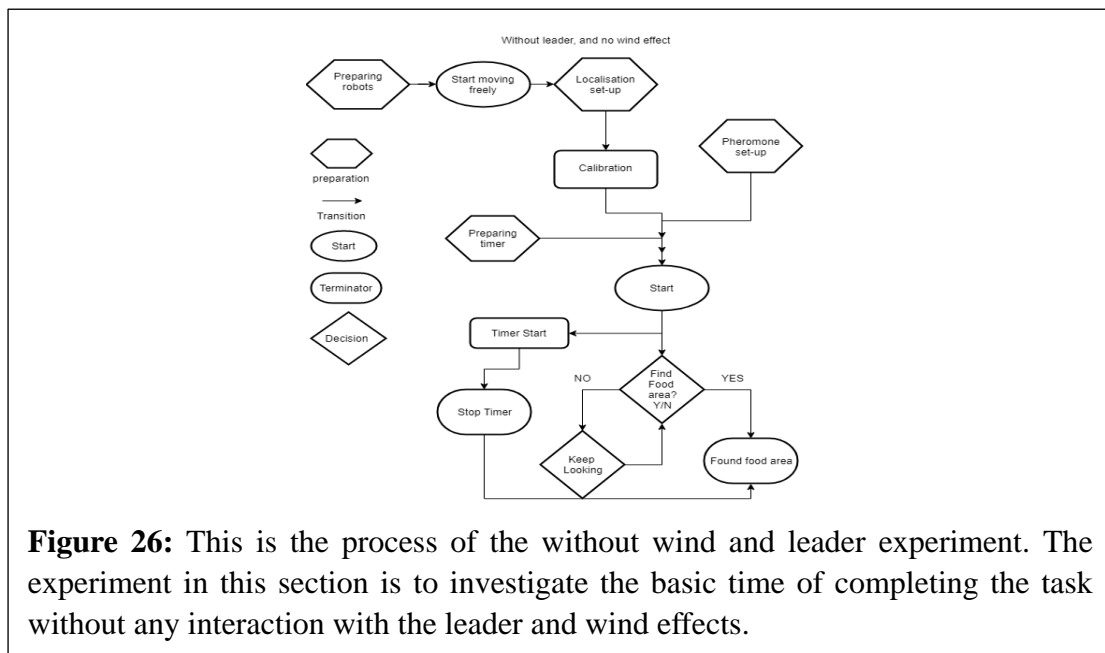 Without leader, and no wind effect
Preparing
robots
Start moving
freely
Localisation
set-up
Pheromone
set-up
Calibration
preparation
Transition
Preparing
timer
Start
Start
Terminator
Timer Start
Decision
NO
Find
Food
area?
Y/N
YES
Stop Timer
Keep
Looking
Found food area
Figure 26: This is the process of the without wind and leader experiment. The
experiment in this section is to investigate the basic time of completing the task
without any interaction with the leader and wind effects.